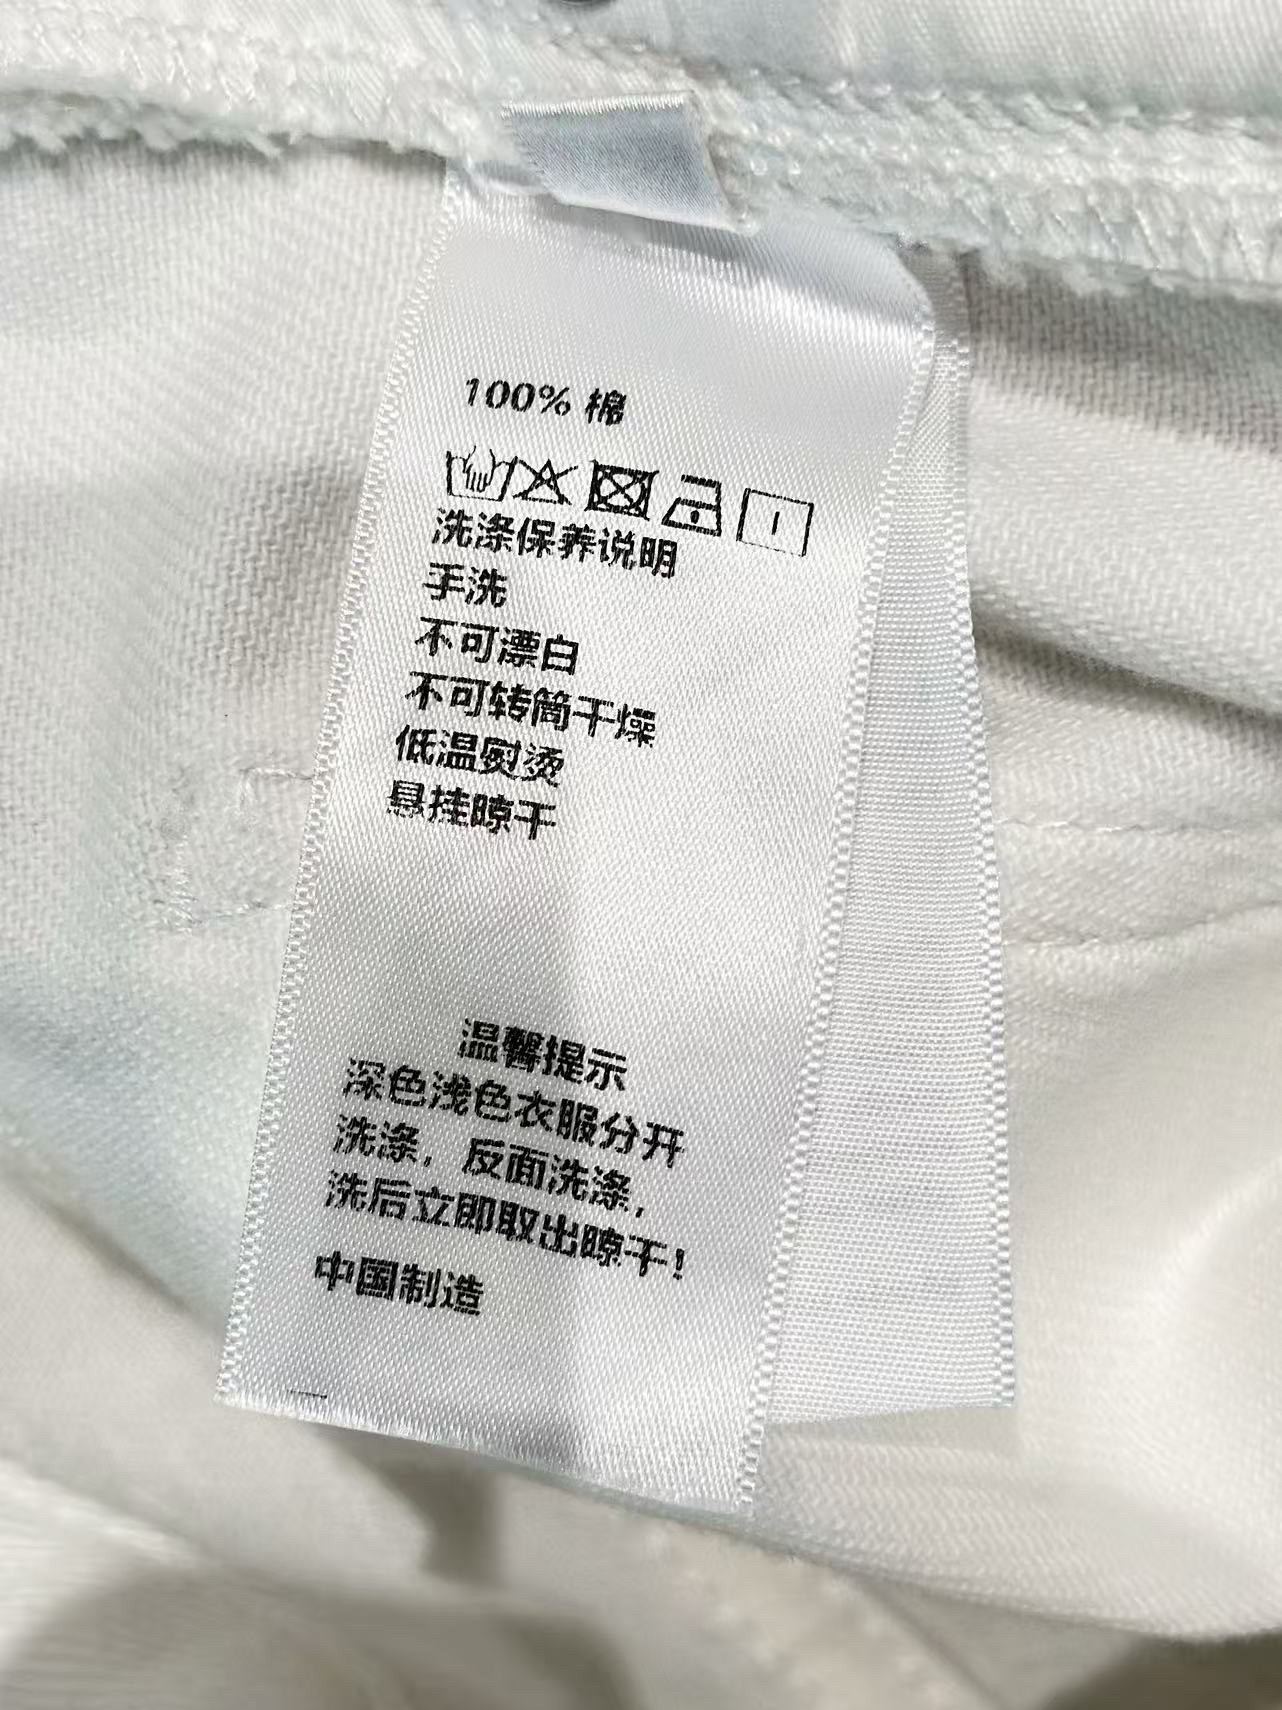 100% 棉
洗涤保养说明
手洗
不可漂白
不可转筒干燥
低温熨烫
悬挂晾干
温馨提示
深色浅色衣服分开
洗涤，反面洗涤，
洗后立即取出晾干！
中国制造